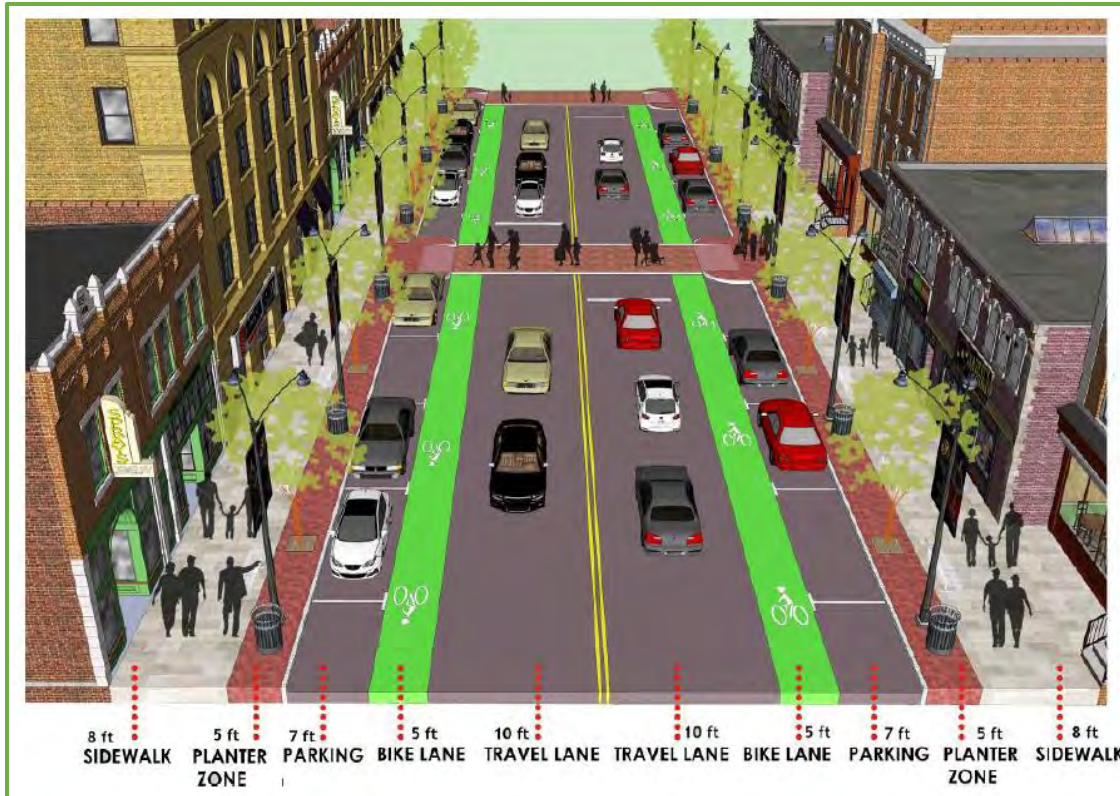 8 ft
SIDEWALK
5 ft
PLANTER
ZONE
7 ft
PARKING
5 ft
BIKE LANE
10 ft
TRAVEL LANE
10 ft
TRAVEL LANE
5 ft
BIKE LANE
7 ft
PARKING
5 ft
PLANTER
ZONE
8 ft
SIDEWALK